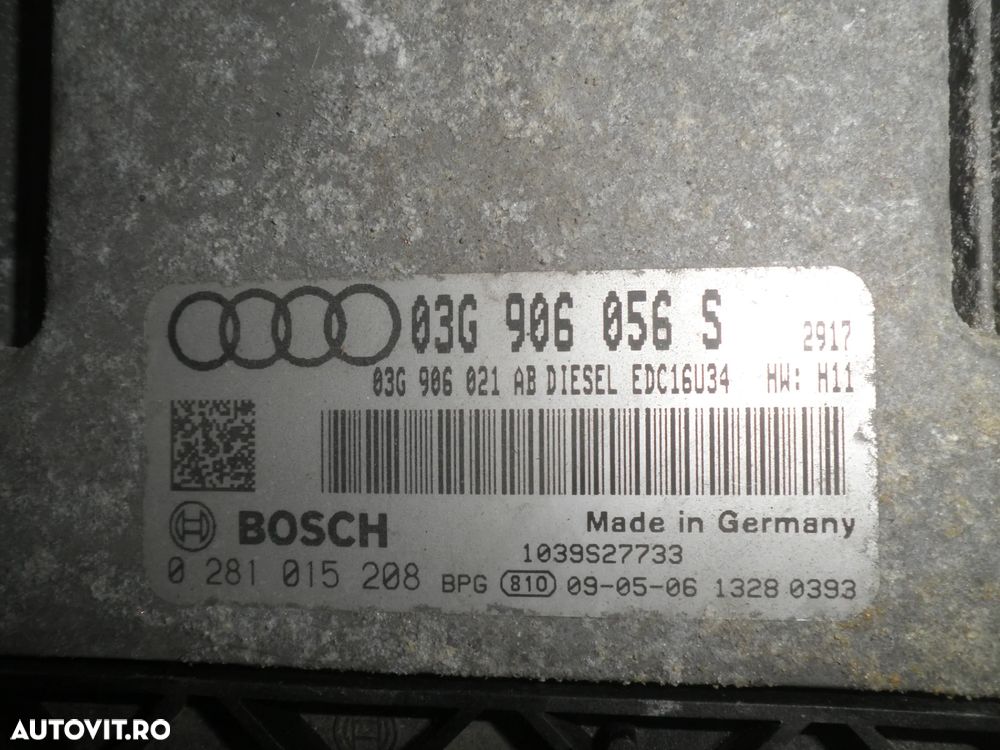 03G 906 056 S 2917
03G 906 021 AB DIESEL EDC16U34 HW: H11
BOSCH Made in Germany
1039S27733
0 281 015 208 BPG 810 09-05-06 1328 0393
AUTOVIT.RO